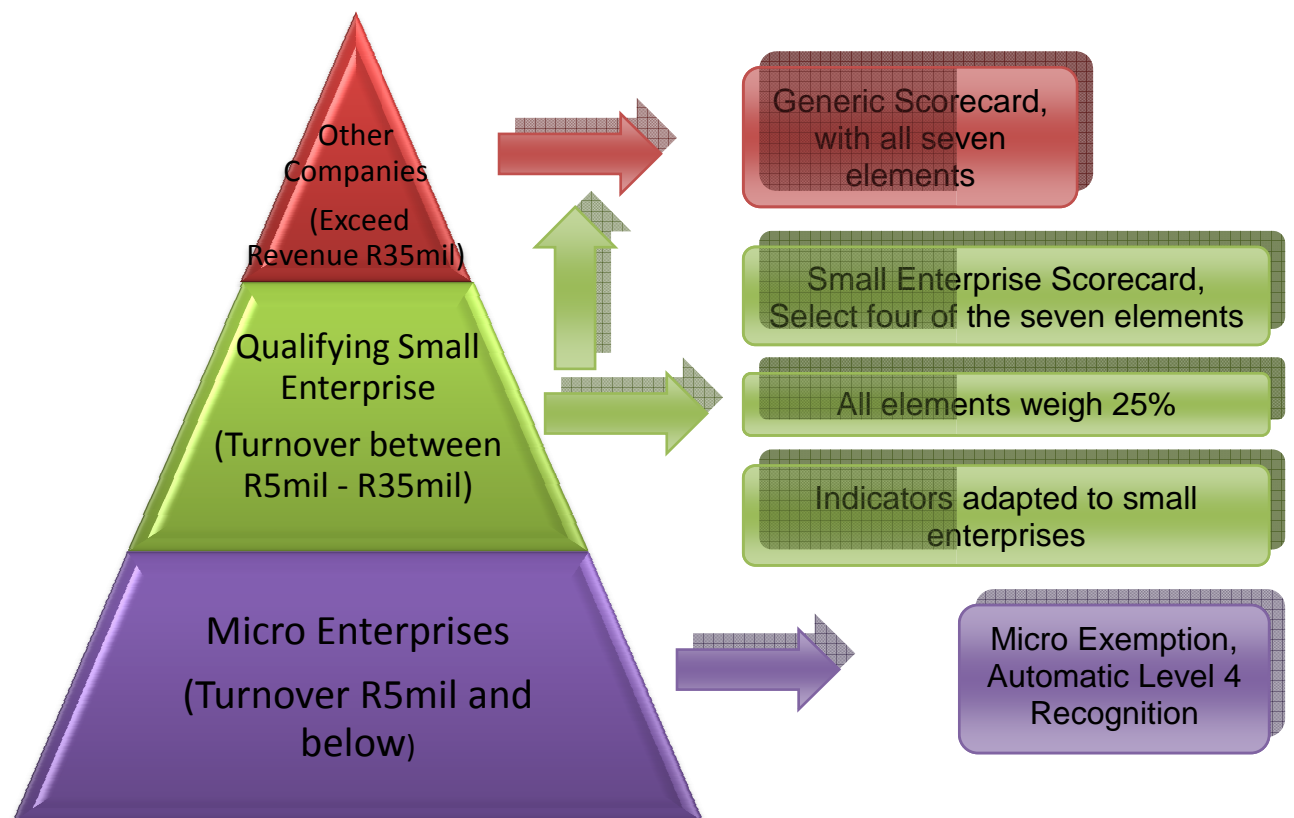 Other
Companies
(Exceed
Revenue R35mil)
Generic Scorecard,
with all seven
elements
Qualifying Small
Enterprise
(Turnover between
R5mil - R35mil)
Small Enterprise Scorecard,
Select four of the seven elements
All elements weigh 25%
Indicators adapted to small
enterprises
Micro Enterprises
(Turnover R5mil and
below)
Micro Exemption,
Automatic Level 4
Recognition